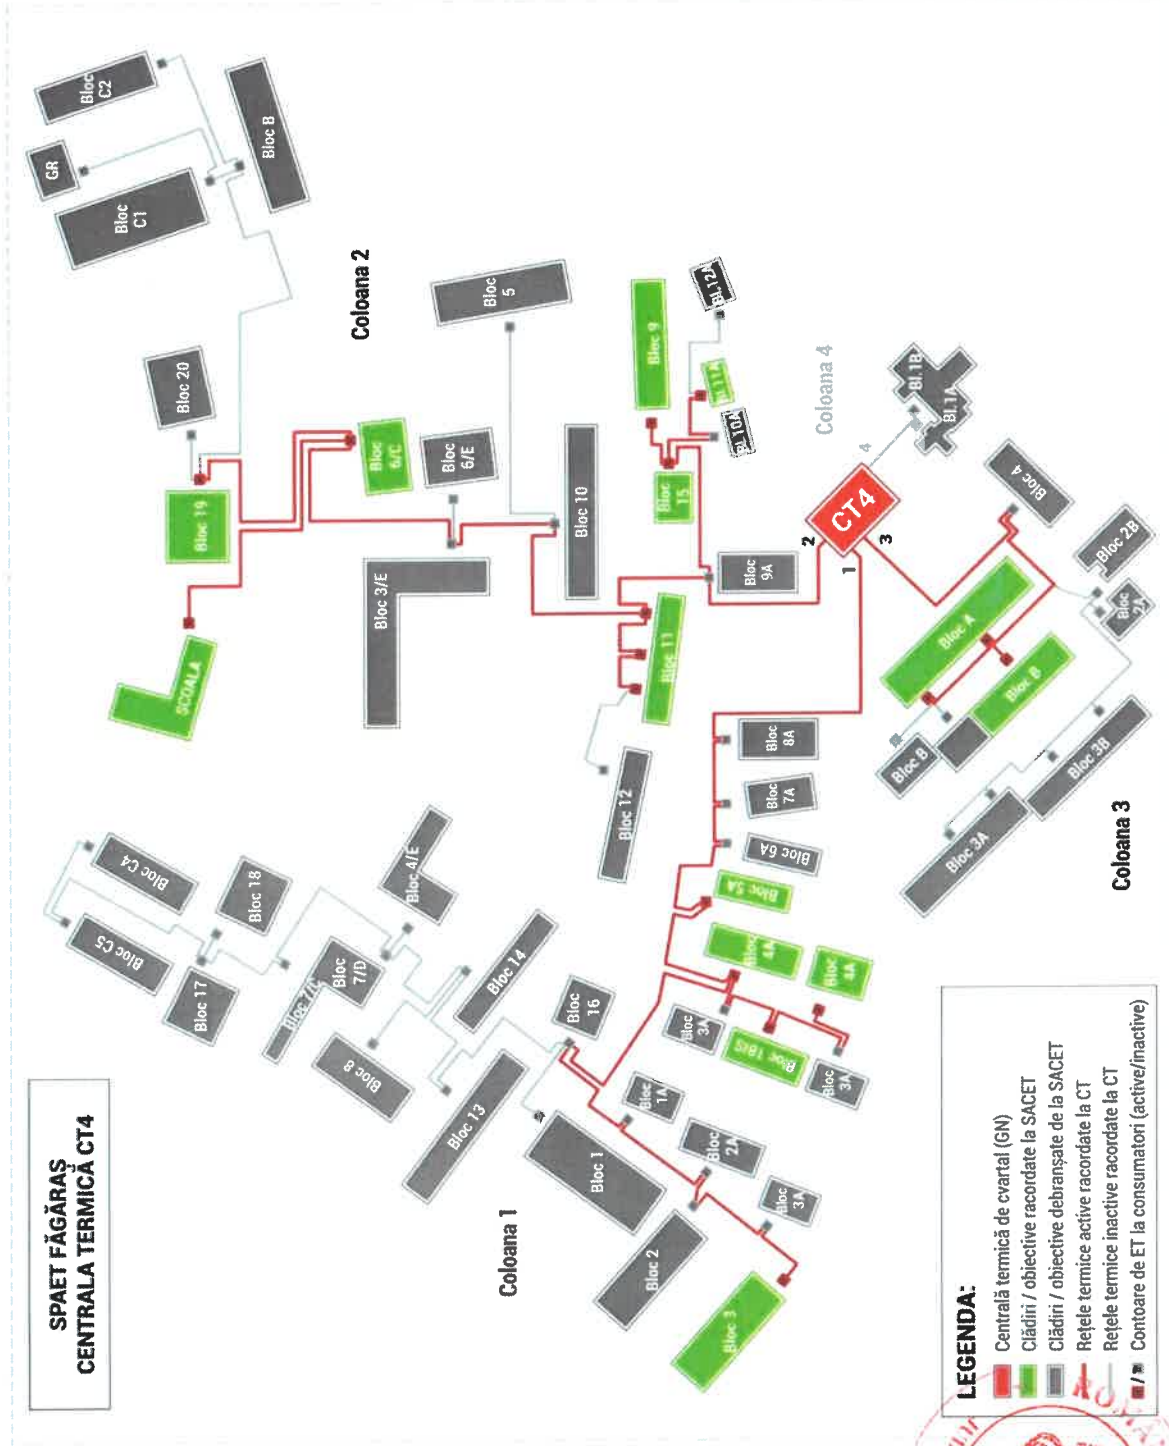 SPAET FĂGĂRAȘ
CENTRALA TERMICĂ CT4
Bloc
C2
GR
Bloc
C1
Bloc B
Coloana 2
Bloc 20
Bloc 19
Bloc
6/C
Bloc
6/E
Bloc
5
Bloc 10
Bloc 3/E
SCOALA
Bloc 9
Bl.12A
Bl.11A
Bl.10A
Bloc
15
Bloc
9A
Bloc 11
Bloc 12
Coloana 4
4
Bl.1B
Bl.1A
CT4
2
1
3
Bloc 4
Bloc 2B
Bloc
2A
Bloc A
Bloc B
Bloc B
Bloc 3B
Bloc 3A
Coloana 3
Bloc
8A
Bloc
7A
Bloc 6A
Bloc 5A
Bloc
4A
Bloc
4A
Bloc
3A
Bloc 1BIS
Bloc
3A
Bloc C4
Bloc C5
Bloc 18
Bloc 17
Bloc 4/E
Bloc 7/C
Bloc
7/D
Bloc 8
Bloc 14
Bloc 13
Bloc
16
Bloc 1
Bloc
1A
Bloc
2A
Bloc
3A
Bloc 2
Bloc 3
Coloana 1
LEGENDA:
Centrală termică de cvartal (GN)
Clădiri / obiective racordate la SACET
Clădiri / obiective debranșate de la SACET
Rețele termice active racordate la CT
Rețele termice inactive racordate la CT
Contoare de ET la consumatori (active/inactive)